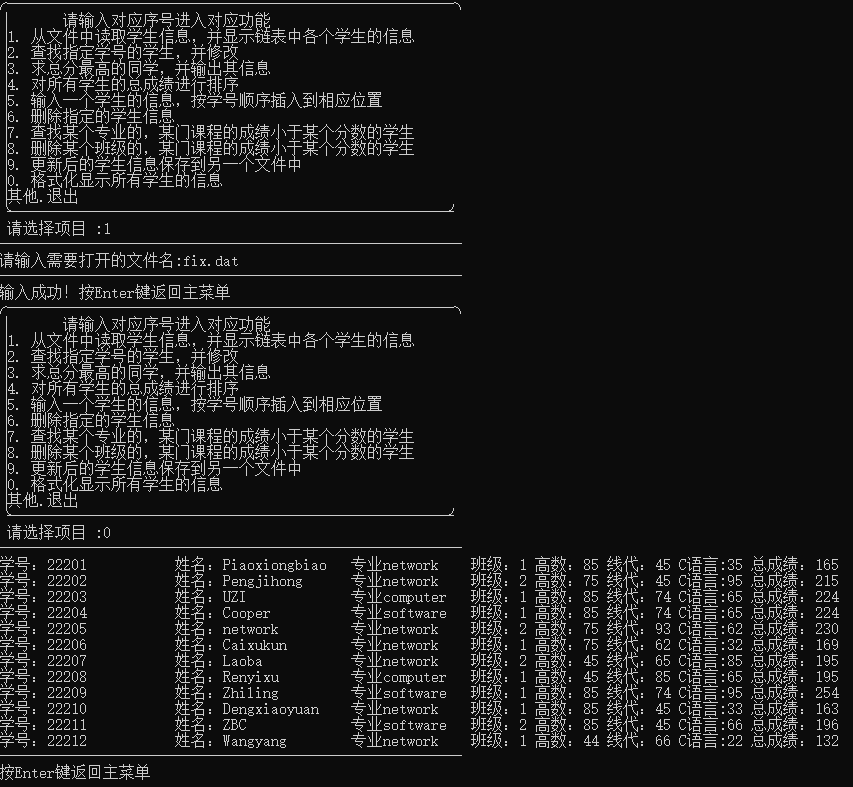 请输入对应序号进入对应功能
1. 从文件中读取学生信息，并显示链表中各个学生的信息
2. 查找指定学号的学生，并修改
3. 求总分最高的同学，并输出其信息
4. 对所有学生的总成绩进行排序
5. 输入一个学生的信息，按学号顺序插入到相应位置
6. 删除指定的学生信息
7. 查找某个专业的，某门课程的成绩小于某个分数的学生
8. 删除某个班级的，某门课程的成绩小于某个分数的学生
9. 更新后的学生信息保存到另一个文件中
0. 格式化显示所有学生的信息
其他.退出
请选择项目 :1
请输入需要打开的文件名:fix.dat
输入成功! 按Enter键返回主菜单
请输入对应序号进入对应功能
1. 从文件中读取学生信息，并显示链表中各个学生的信息
2. 查找指定学号的学生，并修改
3. 求总分最高的同学，并输出其信息
4. 对所有学生的总成绩进行排序
5. 输入一个学生的信息，按学号顺序插入到相应位置
6. 删除指定的学生信息
7. 查找某个专业的，某门课程的成绩小于某个分数的学生
8. 删除某个班级的，某门课程的成绩小于某个分数的学生
9. 更新后的学生信息保存到另一个文件中
0. 格式化显示所有学生的信息
其他.退出
请选择项目 :0
学号：22201 姓名：Piaoxiongbiao 专业network 班级：1 高数：85 线代：45 C语言:35 总成绩：165
学号：22202 姓名：Pengjihong 专业network 班级：2 高数：75 线代：45 C语言:95 总成绩：215
学号：22203 姓名：UZI 专业computer 班级：1 高数：85 线代：74 C语言:65 总成绩：224
学号：22204 姓名：Cooper 专业software 班级：1 高数：85 线代：74 C语言:65 总成绩：224
学号：22205 姓名：network 专业network 班级：2 高数：75 线代：93 C语言:62 总成绩：230
学号：22206 姓名：Caixukun 专业network 班级：1 高数：75 线代：62 C语言:32 总成绩：169
学号：22207 姓名：Laoba 专业network 班级：2 高数：45 线代：65 C语言:85 总成绩：195
学号：22208 姓名：Renyixu 专业computer 班级：1 高数：45 线代：85 C语言:65 总成绩：195
学号：22209 姓名：Zhiling 专业software 班级：1 高数：85 线代：74 C语言:95 总成绩：254
学号：22210 姓名：Dengxiaoyuan 专业network 班级：1 高数：85 线代：45 C语言:33 总成绩：163
学号：22211 姓名：ZBC 专业software 班级：2 高数：85 线代：45 C语言:66 总成绩：196
学号：22212 姓名：Wangyang 专业network 班级：1 高数：44 线代：66 C语言:22 总成绩：132
按Enter键返回主菜单